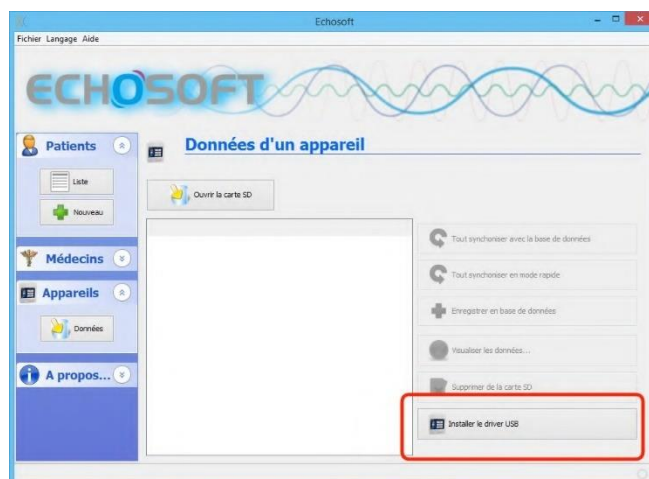 Echosoft
Fichier Langage Aide
ECHOSOFT
Patients
Liste
Nouveau
Médecins
Appareils
Données
A propos...
Données d'un appareil
Ouvrir la carte SD
Tout synchoniser avec la base de données
Tout synchoniser en mode rapide
Enregistrer en base de données
Visualiser les données...
Supprimer de la carte SD
Installer le driver USB